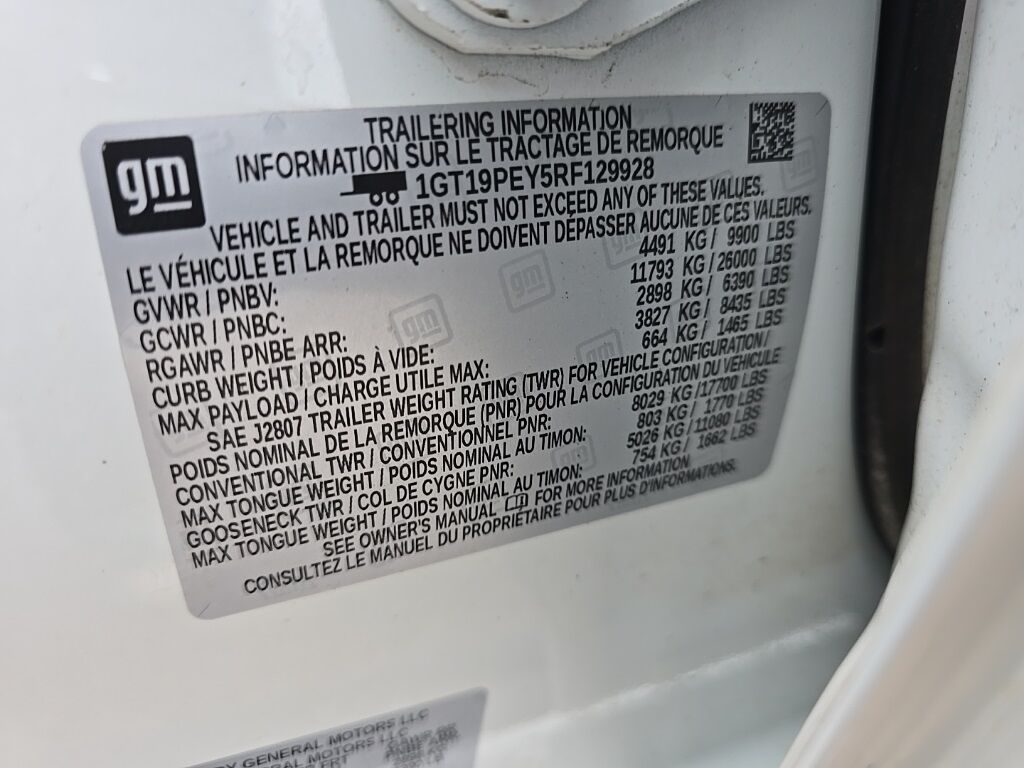 gm
TRAILERING INFORMATION
INFORMATION SUR LE TRACTAGE DE REMORQUE
1GT19PEY5RF129928
VEHICLE AND TRAILER MUST NOT EXCEED ANY OF THESE VALUES.
LE VÉHICULE ET LA REMORQUE NE DOIVENT DÉPASSER AUCUNE DE CES VALEURS.
GVWR / PNBV: 4491 KG / 9900 LBS
GCWR / PNBC: 11793 KG / 26000 LBS
RGAWR / PNBE ARR: 2898 KG / 6390 LBS
CURB WEIGHT / POIDS À VIDE: 3827 KG / 8435 LBS
MAX PAYLOAD / CHARGE UTILE MAX: 664 KG / 1465 LBS
SAE J2807 TRAILER WEIGHT RATING (TWR) FOR VEHICLE CONFIGURATION /
POIDS NOMINAL DE LA REMORQUE (PNR) POUR LA CONFIGURATION DU VÉHICULE
CONVENTIONAL TWR / CONVENTIONNEL PNR: 8029 KG / 17700 LBS
MAX TONGUE WEIGHT / POIDS NOMINAL AU TIMON: 803 KG / 1770 LBS
GOOSENECK TWR / COL DE CYGNE PNR: 5026 KG / 11080 LBS
MAX TONGUE WEIGHT / POIDS NOMINAL AU TIMON: 754 KG / 1662 LBS
SEE OWNER'S MANUAL FOR MORE INFORMATION.
CONSULTEZ LE MANUEL DU PROPRIÉTAIRE POUR PLUS D'INFORMATIONS.
GENERAL MOTORS LLC
GENERAL MOTORS LLC
FRT